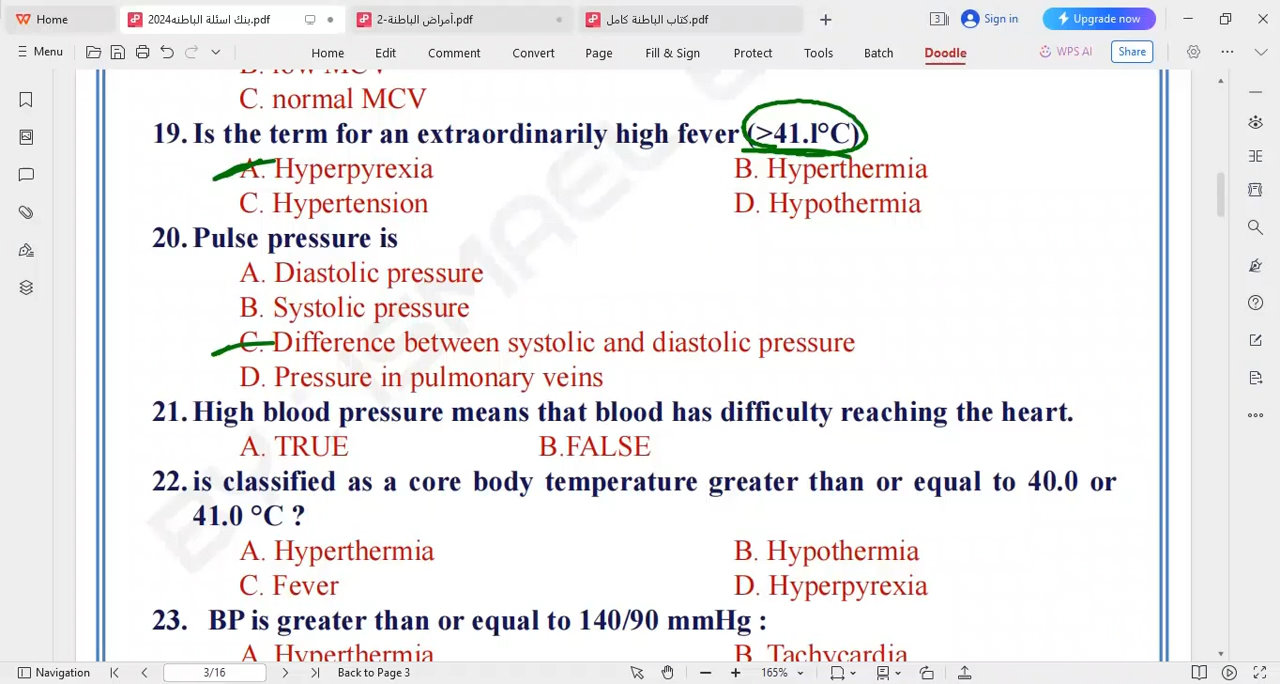 Home
بنك اسئلة الباطنه2024.pdf
أمراض الباطنة-2.pdf
كتاب الباطنة كامل.pdf
Sign in
Upgrade now
Menu
Home Edit Comment Convert Page Fill & Sign Protect Tools Batch Doodle
WPS AI
Share
B. low MCV
C. normal MCV
19. Is the term for an extraordinarily high fever (>41.l°C)
A. Hyperpyrexia B. Hyperthermia
C. Hypertension D. Hypothermia
20. Pulse pressure is
A. Diastolic pressure
B. Systolic pressure
C. Difference between systolic and diastolic pressure
D. Pressure in pulmonary veins
21. High blood pressure means that blood has difficulty reaching the heart.
A. TRUE B.FALSE
22. is classified as a core body temperature greater than or equal to 40.0 or
41.0 °C ?
A. Hyperthermia B. Hypothermia
C. Fever D. Hyperpyrexia
23. BP is greater than or equal to 140/90 mmHg :
A. Hyperthermia B. Tachycardia
Navigation 3/16 Back to Page 3 165%